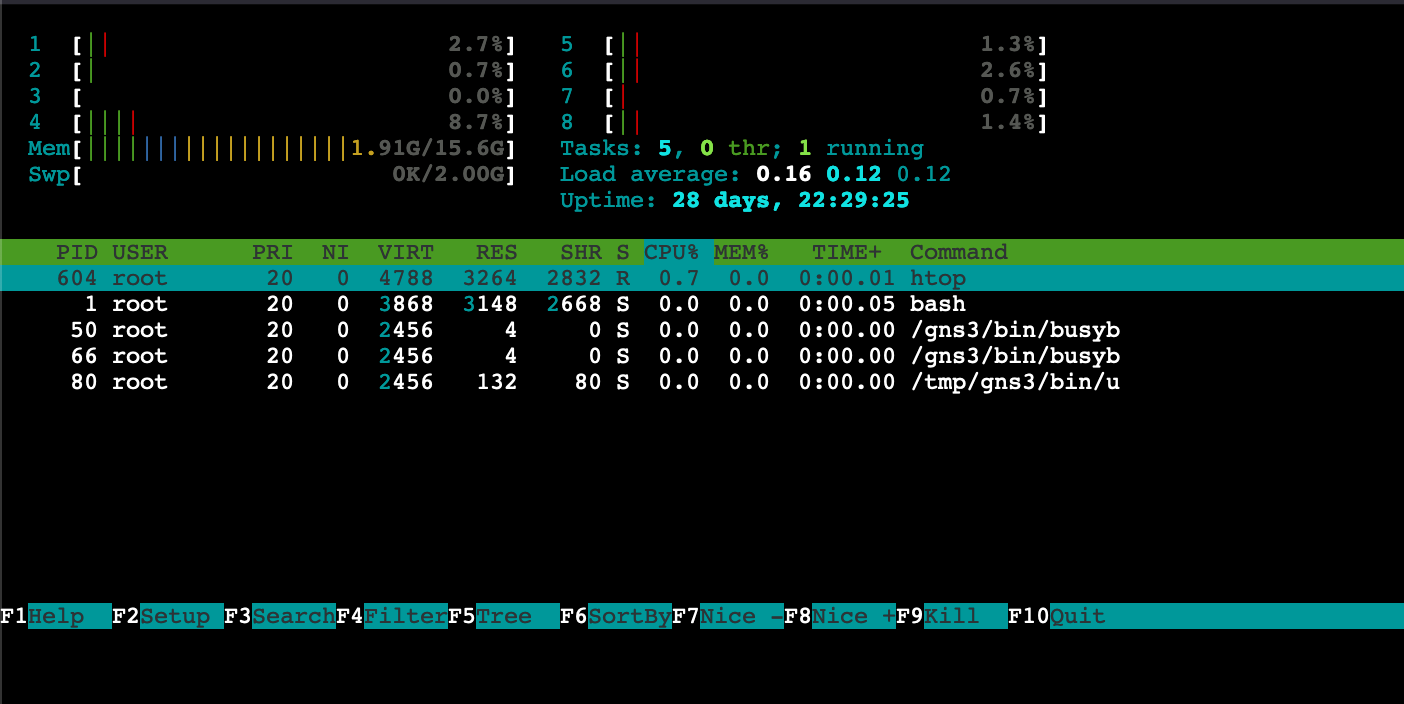 1 [|| 2.7%] 5 [|| 1.3%]
2 [| 0.7%] 6 [|| 2.6%]
3 [ 0.0%] 7 [| 0.7%]
4 [|||| 8.7%] 8 [|| 1.4%]
Mem[|||||||||||||||||||1.91G/15.6G] Tasks: 5, 0 thr; 1 running
Swp[ 0K/2.00G] Load average: 0.16 0.12 0.12
Uptime: 28 days, 22:29:25
PID USER PRI NI VIRT RES SHR S CPU% MEM% TIME+ Command
604 root 20 0 4788 3264 2832 R 0.7 0.0 0:00.01 htop
1 root 20 0 3868 3148 2668 S 0.0 0.0 0:00.05 bash
50 root 20 0 2456 4 0 S 0.0 0.0 0:00.00 /gns3/bin/busyb
66 root 20 0 2456 4 0 S 0.0 0.0 0:00.00 /gns3/bin/busyb
80 root 20 0 2456 132 80 S 0.0 0.0 0:00.00 /tmp/gns3/bin/u
F1Help F2Setup F3SearchF4FilterF5Tree F6SortByF7Nice -F8Nice +F9Kill F10Quit